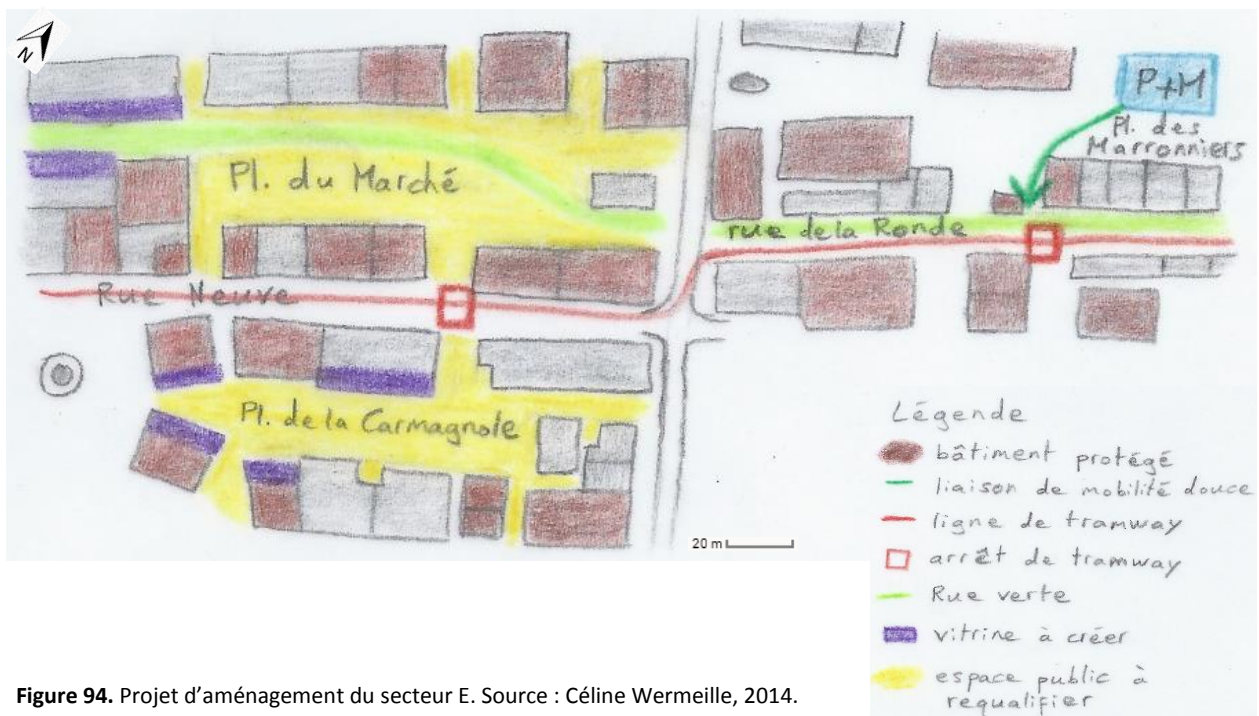 N
P+M
Pl. des
Marronniers
Pl. du Marché
rue de la Ronde
Rue Neuve
Pl. de la Carmagnole
20 m
Légende
bâtiment protégé
liaison de mobilité douce
ligne de tramway
arrêt de tramway
Rue verte
vitrine à créer
espace public à
requalifier
Figure 94. Projet d'aménagement du secteur E. Source : Céline Wermeille, 2014.